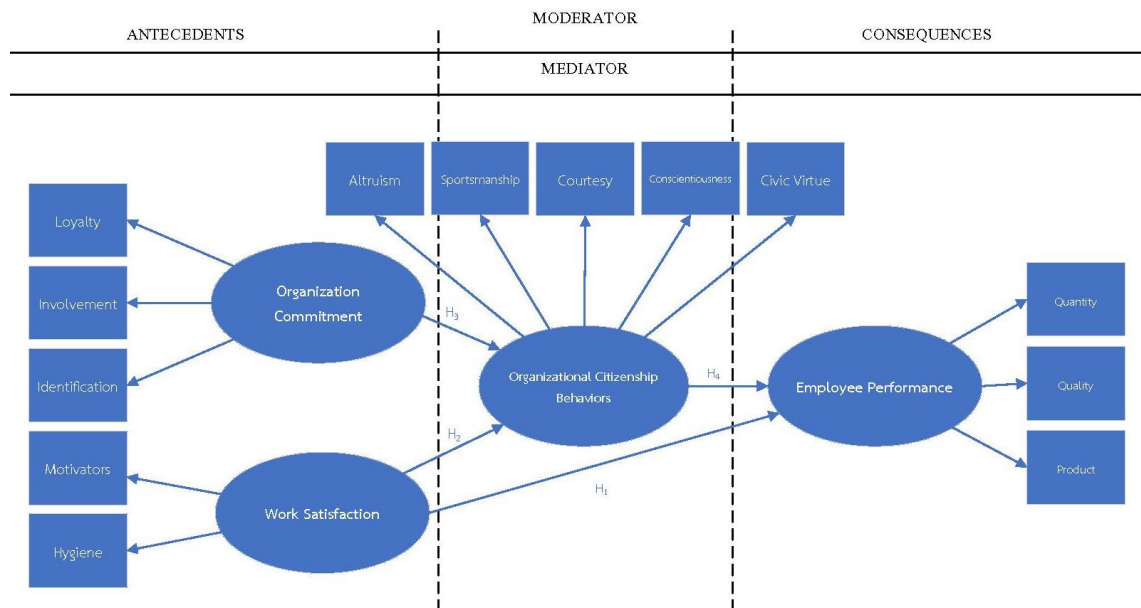 MODERATOR
ANTECEDENTS
CONSEQUENCES
MEDIATOR
Altruism
Sportsmanship
Courtesy
Conscientiousness
Civic Virtue
Loyalty
Involvement
Identification
Organization
Commitment
H3
Organizational Citizenship
Behaviors
H4
Employee Performance
Quantity
Quality
Product
Motivators
Hygiene
Work Satisfaction
H2
H1